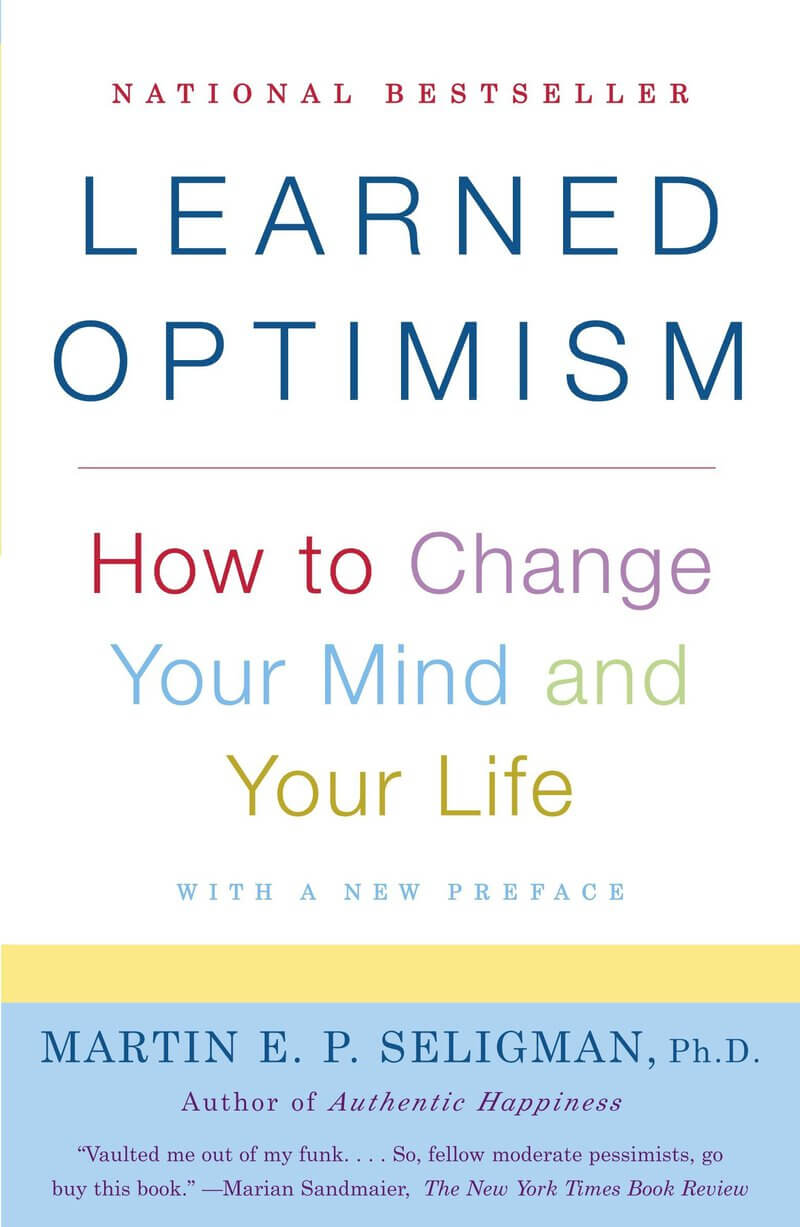 NATIONAL BESTSELLER
LEARNED
OPTIMISM
How to Change
Your Mind and
Your Life
WITH A NEW PREFACE
MARTIN E. P. SELIGMAN, Ph.D.
Author of Authentic Happiness
“Vaulted me out of my funk. . . . So, fellow moderate pessimists, go
buy this book.” —Marian Sandmaier, The New York Times Book Review